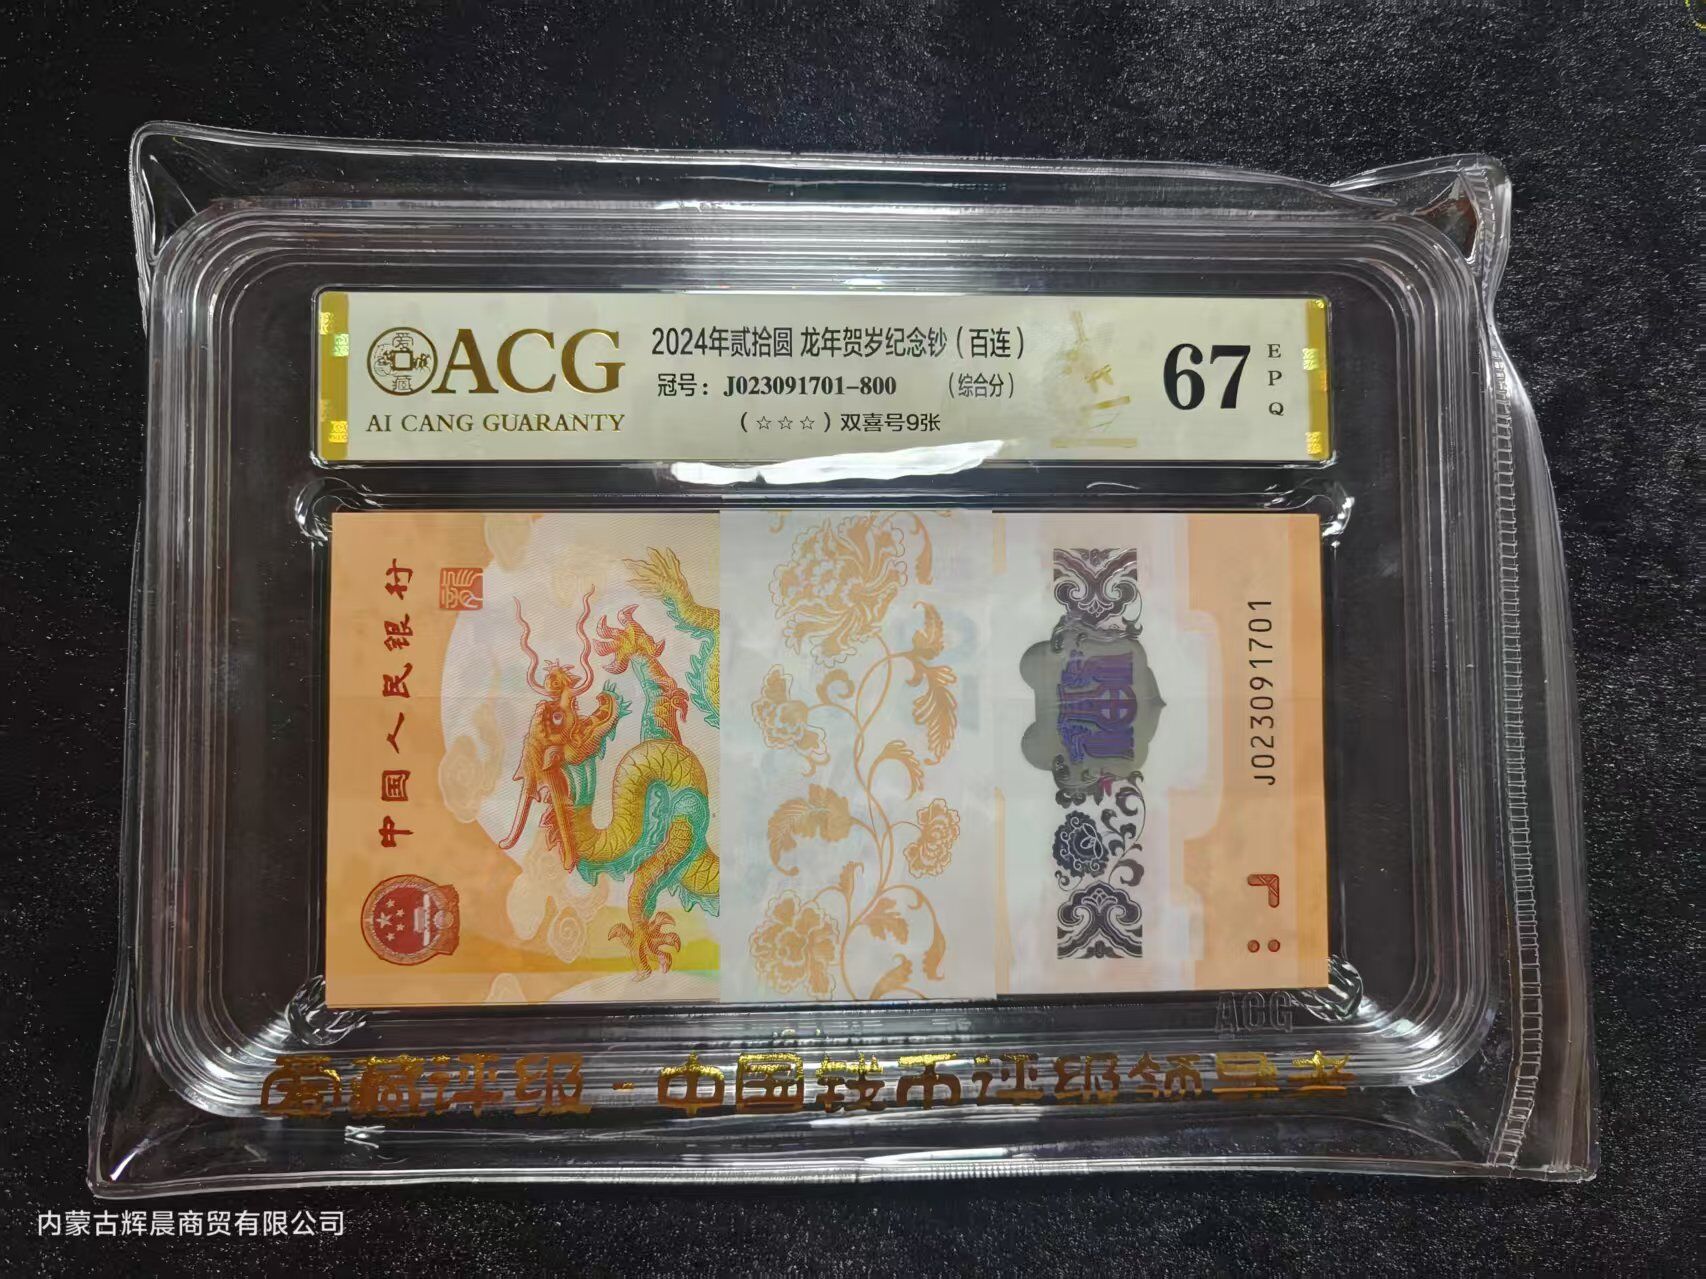 ACG
AI CANG GUARANTY
2024年贰拾圆 龙年贺岁纪念钞（百连）
冠号：J023091701-800 （综合分）
（☆☆☆）双喜号9张
67
EPQ
中国人民银行
J023091701
ACG
爱藏评级-中国钱币评级
内蒙古辉晨商贸有限公司